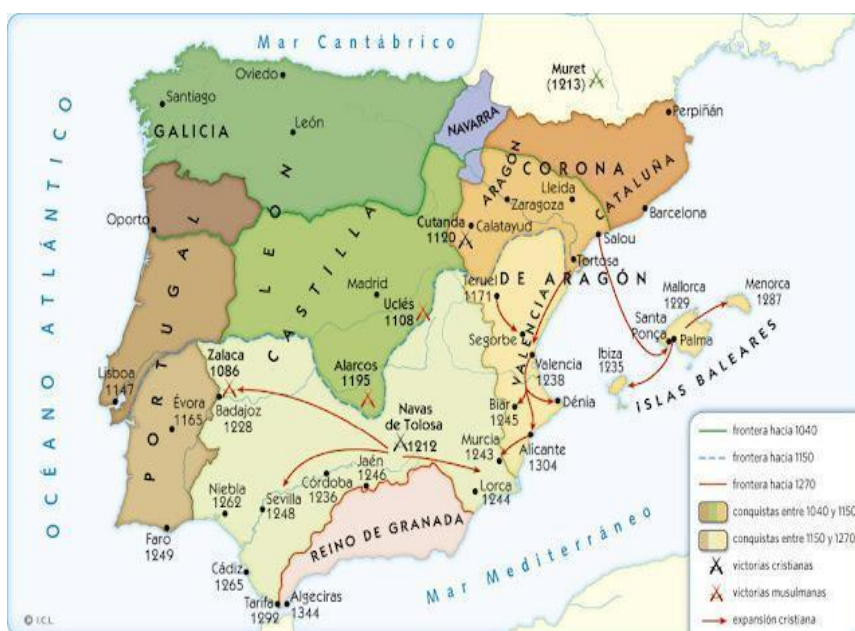 Mar Cantábrico
OCÉANO ATLÁNTICO
Oviedo
Santiago
GALICIA
León
NAVARRA
Muret
(1213)
Perpiñán
CORONA
ARAGÓN
CATALUÑA
Lleida
Zaragoza
Barcelona
Oporto
LEÓN
Cutanda
1120
Calatayud
Salou
Tortosa
PORTUGAL
CASTILLA
Madrid
Teruel
1171
DE ARAGÓN
Mallorca
1229
Menorca
1287
Uclés
1108
Segorbe
Santa
Ponça
Palma
VALENCIA
Valencia
1238
Ibiza
1235
ISLAS BALEARES
Zalaca
1086
Alarcos
1195
Lisboa
1147
Badajoz
1228
Biar
1245
Dénia
Évora
1165
Navas
de Tolosa
1212
Murcia
1243
Alicante
1304
Jaén
1246
Córdoba
1236
Lorca
1244
Niebla
1262
Sevilla
1248
REINO DE GRANADA
Faro
1249
Mar Mediterráneo
Cádiz
1265
Tarifa
1292
Algeciras
1344
frontera hacia 1040
frontera hacia 1150
frontera hacia 1270
conquistas entre 1040 y 1150
conquistas entre 1150 y 1270
victorias cristianas
victorias musulmanas
expansión cristiana
© I.C.L.